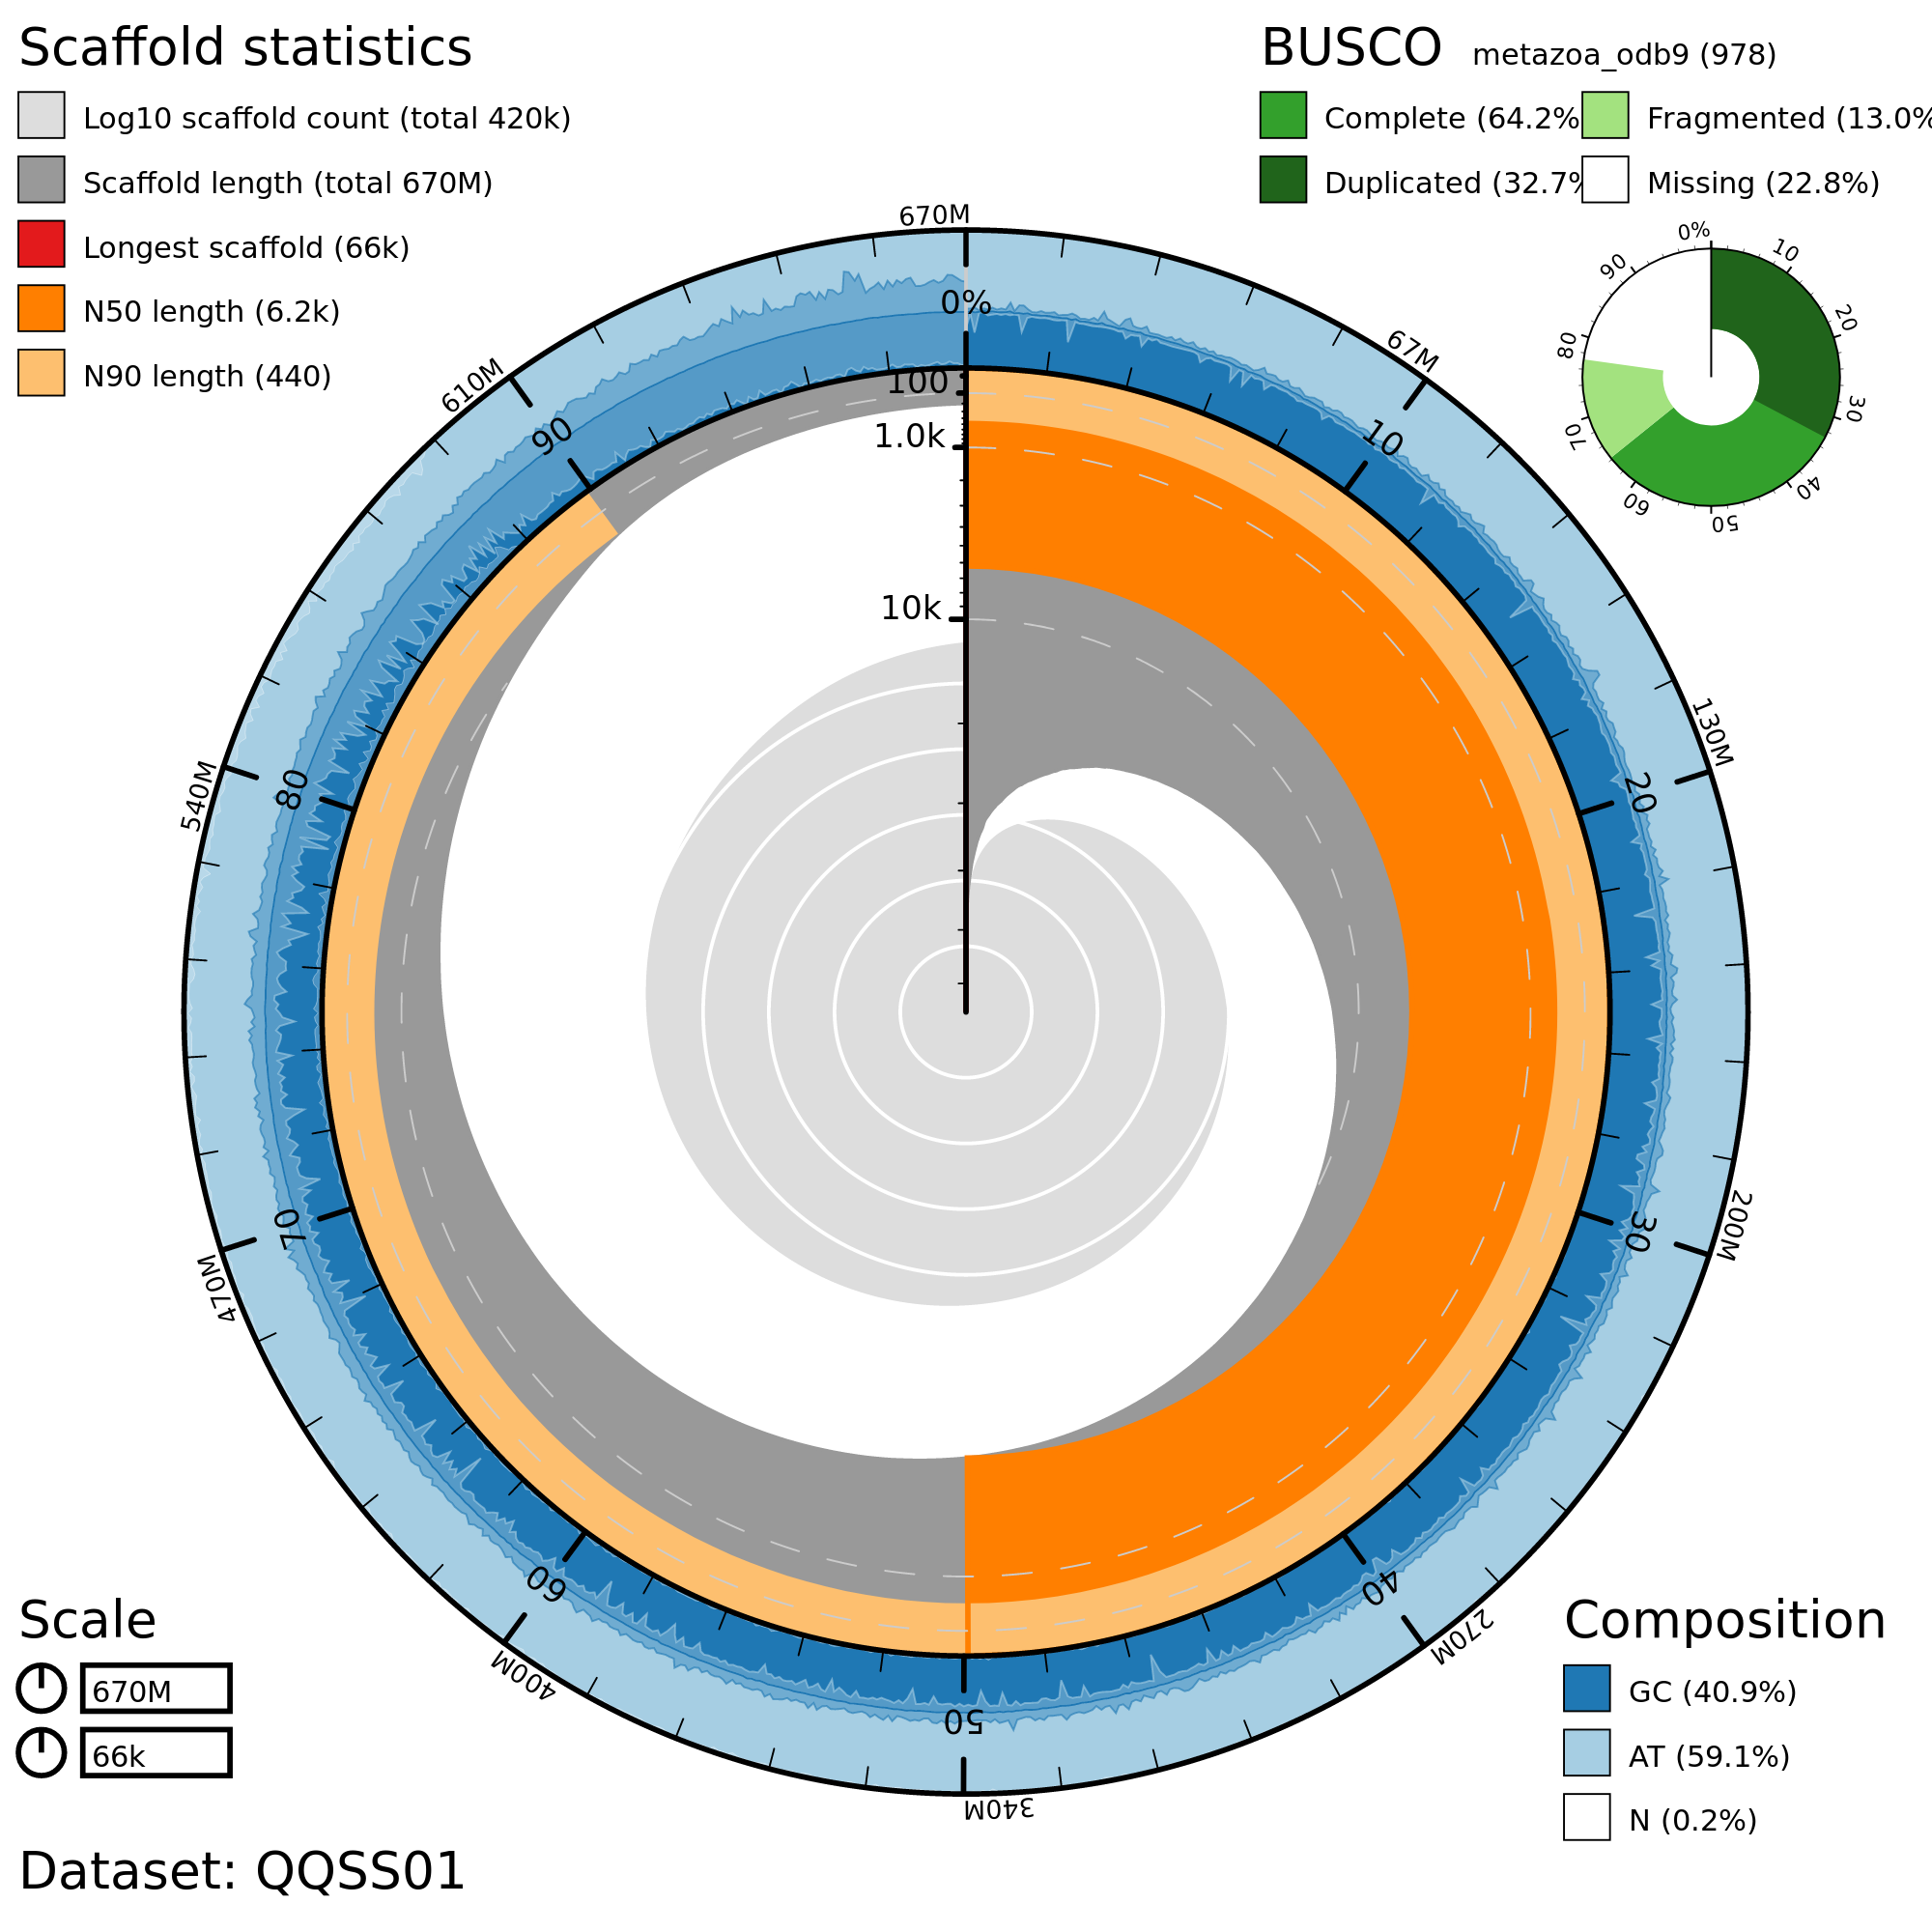 Scaffold statistics
Log10 scaffold count (total 420k)
Scaffold length (total 670M)
Longest scaffold (66k)
N50 length (6.2k)
N90 length (440)
BUSCO metazoa_odb9 (978)
Complete (64.2% Fragmented (13.0%
Duplicated (32.7% Missing (22.8%)
0%
10
20
30
40
50
60
70
80
90
670M
67M
130M
200M
270M
340M
400M
470M
540M
610M
0%
10
20
30
40
50
60
70
80
90
100
1.0k
10k
Scale
670M
66k
Composition
GC (40.9%)
AT (59.1%)
N (0.2%)
Dataset: QQSS01